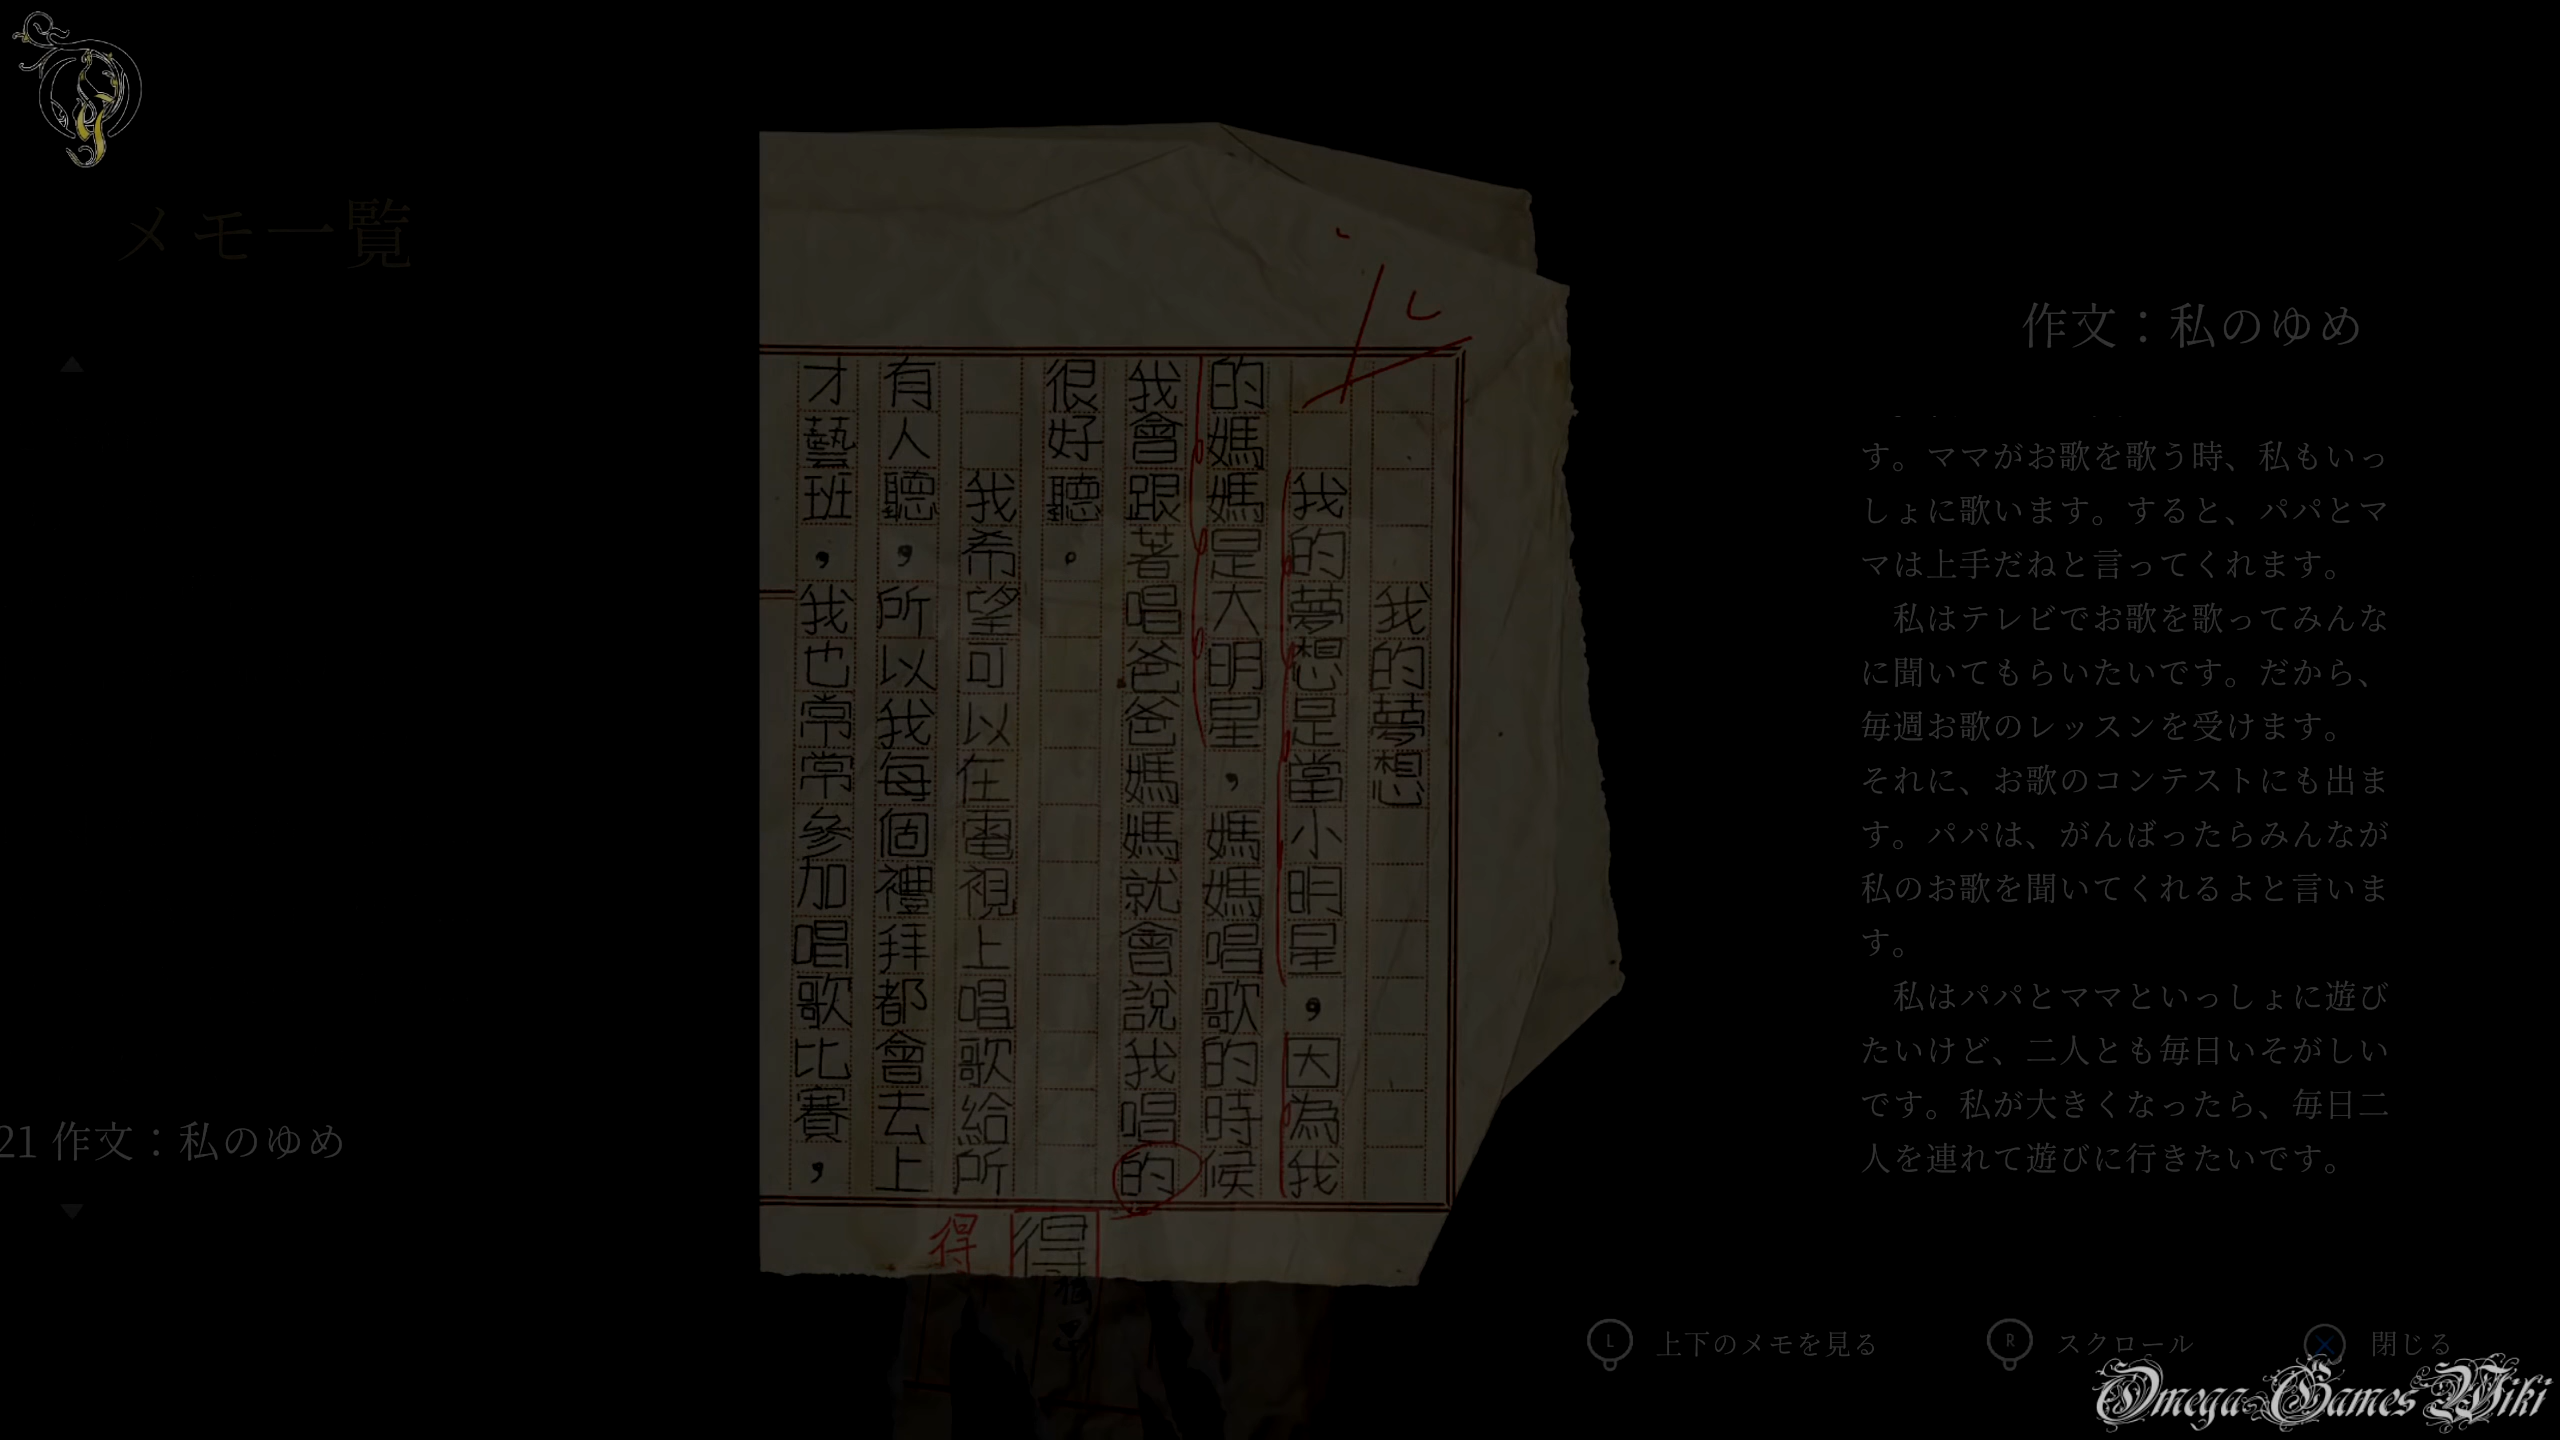 メモ一覧
21 作文：私のゆめ
我的夢想
我的夢想是當小明星，因為我
的媽媽是大明星，媽媽唱歌的時候
我會跟著唱爸爸媽媽就會說我唱的
很好聽。
我希望可以在電視上唱歌給所
有人聽，所以我每個禮拜都會去上
才藝班，我也常常參加唱歌比賽，
得
得
作文：私のゆめ
す。ママがお歌を歌う時、私もいっ
しょに歌います。すると、パパとマ
マは上手だねと言ってくれます。
私はテレビでお歌を歌ってみんな
に聞いてもらいたいです。だから、
毎週お歌のレッスンを受けます。
それに、お歌のコンテストにも出ま
す。パパは、がんばったらみんなが
私のお歌を聞いてくれるよと言いま
す。
私はパパとママといっしょに遊び
たいけど、二人とも毎日いそがしい
です。私が大きくなったら、毎日二
人を連れて遊びに行きたいです。
L 上下のメモを見る
R スクロール
閉じる
Omega Games Wiki